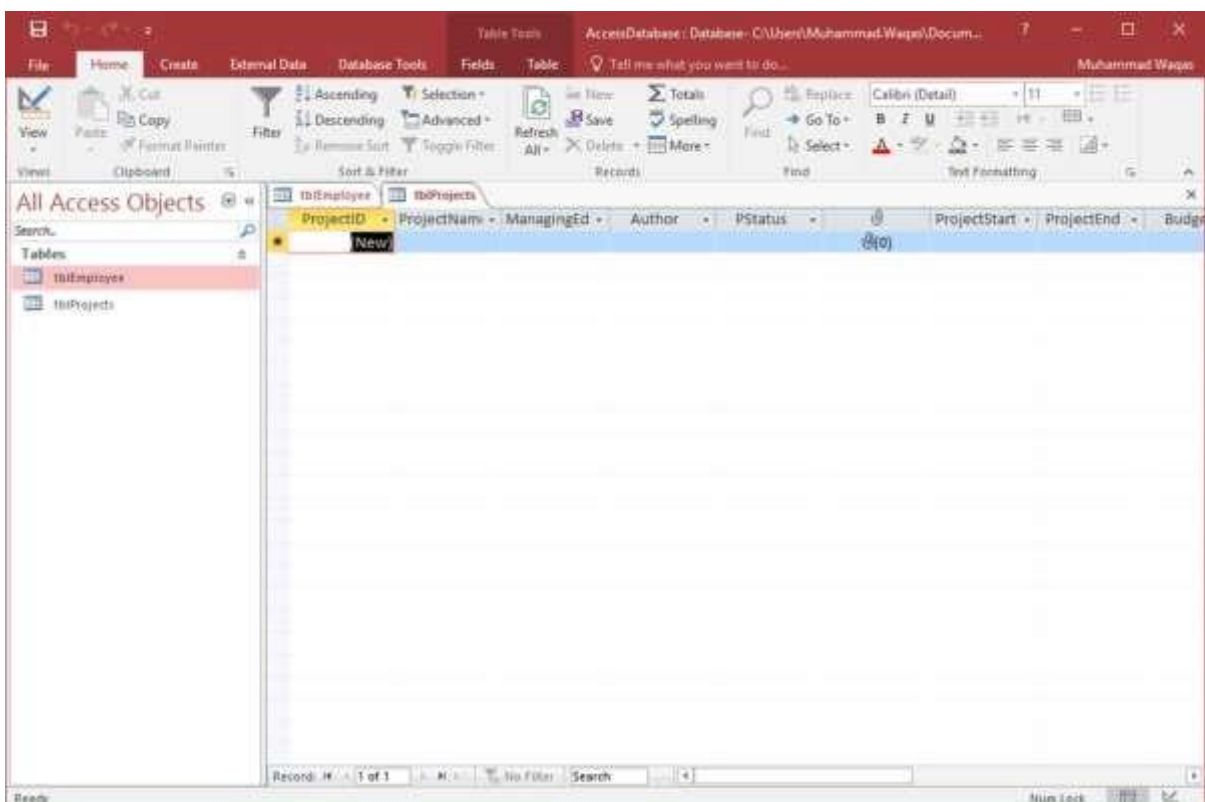 Table Tools AccessDatabase : Database- C:\Users\Muhammad.Waqas\Docum... ?
File Home Create External Data Database Tools Fields Table Tell me what you want to do... Muhammad Waqas
Cut Ascending Selection New Totals Replace Calibri (Detail) 11
View Paste Copy Filter Descending Advanced Refresh All Save Spelling Find Go To B I U
Format Painter Remove Sort Toggle Filter Delete More Select A
Views Clipboard Sort & Filter Records Find Text Formatting
All Access Objects tblEmployee tblProjects
Search.. ProjectID ProjectNam ManagingEd Author PStatus ProjectStart ProjectEnd Budge
(New) (0)
Tables
tblEmployee
tblProjects
Record: 1 of 1 No Filter Search
Ready Num Lock